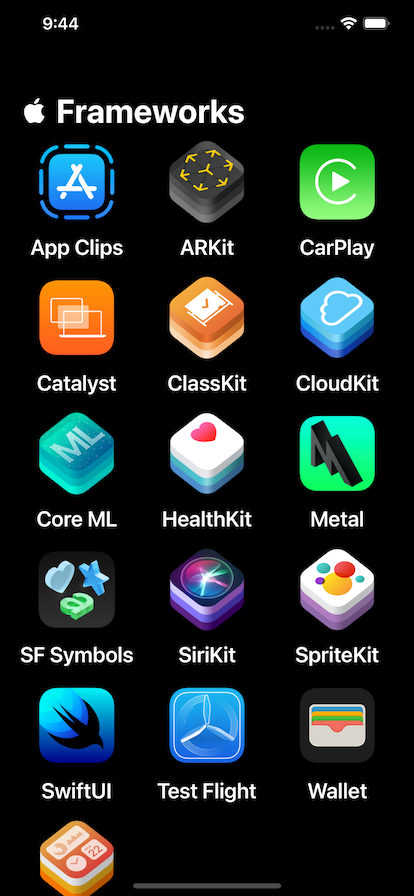 9:44
Frameworks
App Clips ARKit CarPlay
Catalyst ClassKit CloudKit
ML
Core ML HealthKit Metal
a
SF Symbols SiriKit SpriteKit
SwiftUI Test Flight Wallet
22